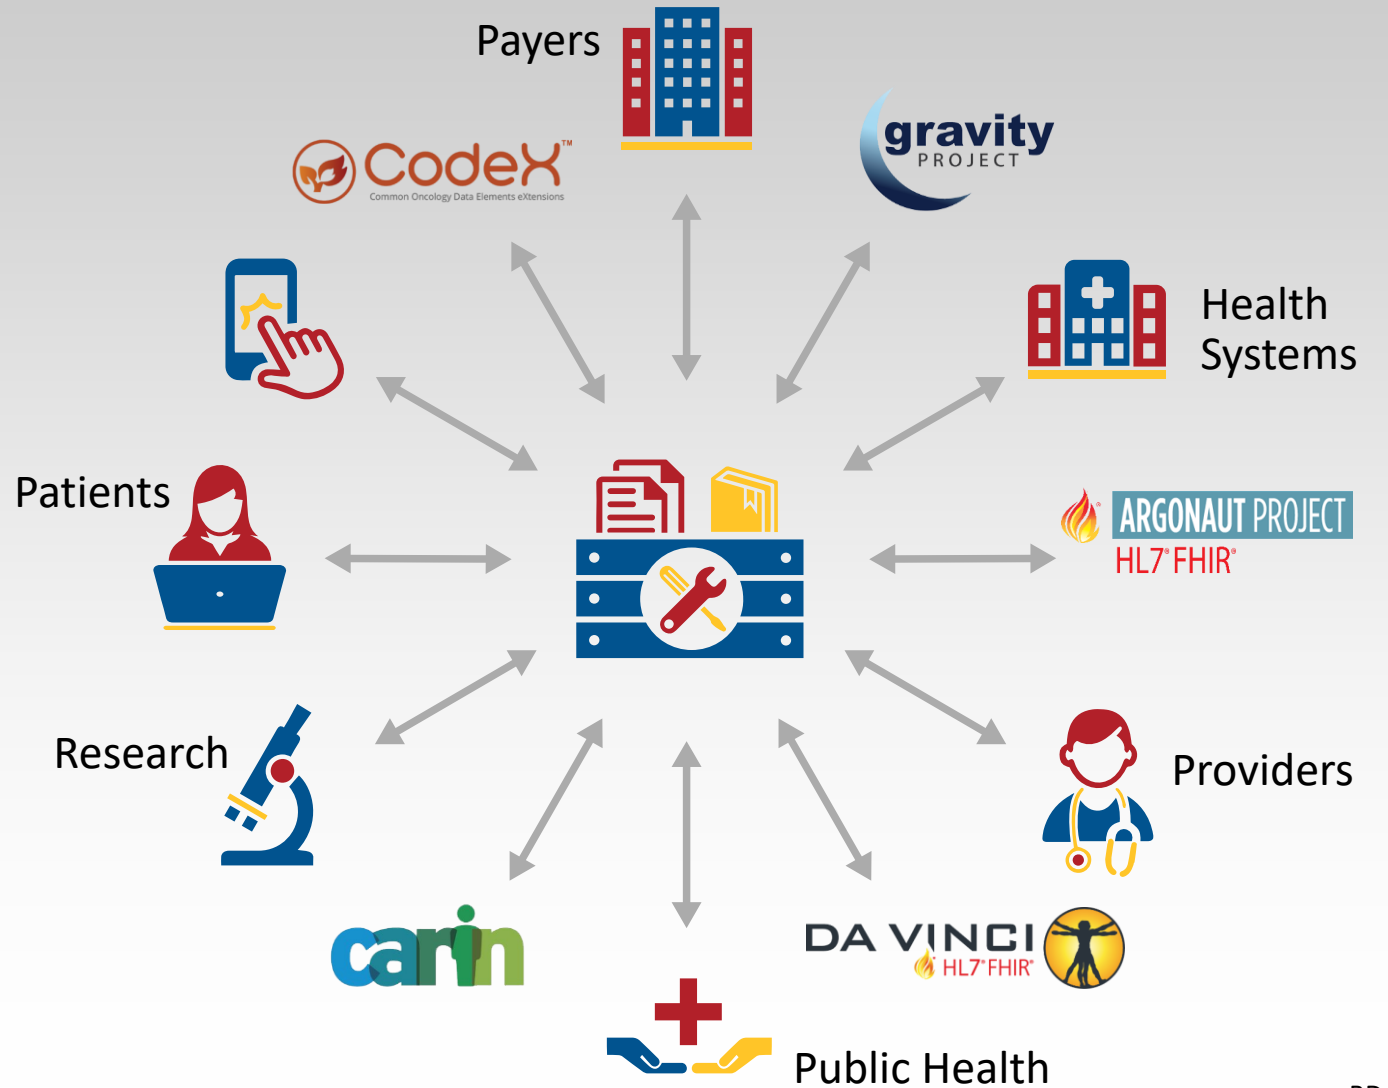 Payers
gravity
PROJECT
CodeX™
Common Oncology Data Elements eXtensions
Health
Systems
Patients
ARGONAUT PROJECT
HL7® FHIR®
Research
Providers
carin
DA VINCI
HL7® FHIR®
Public Health